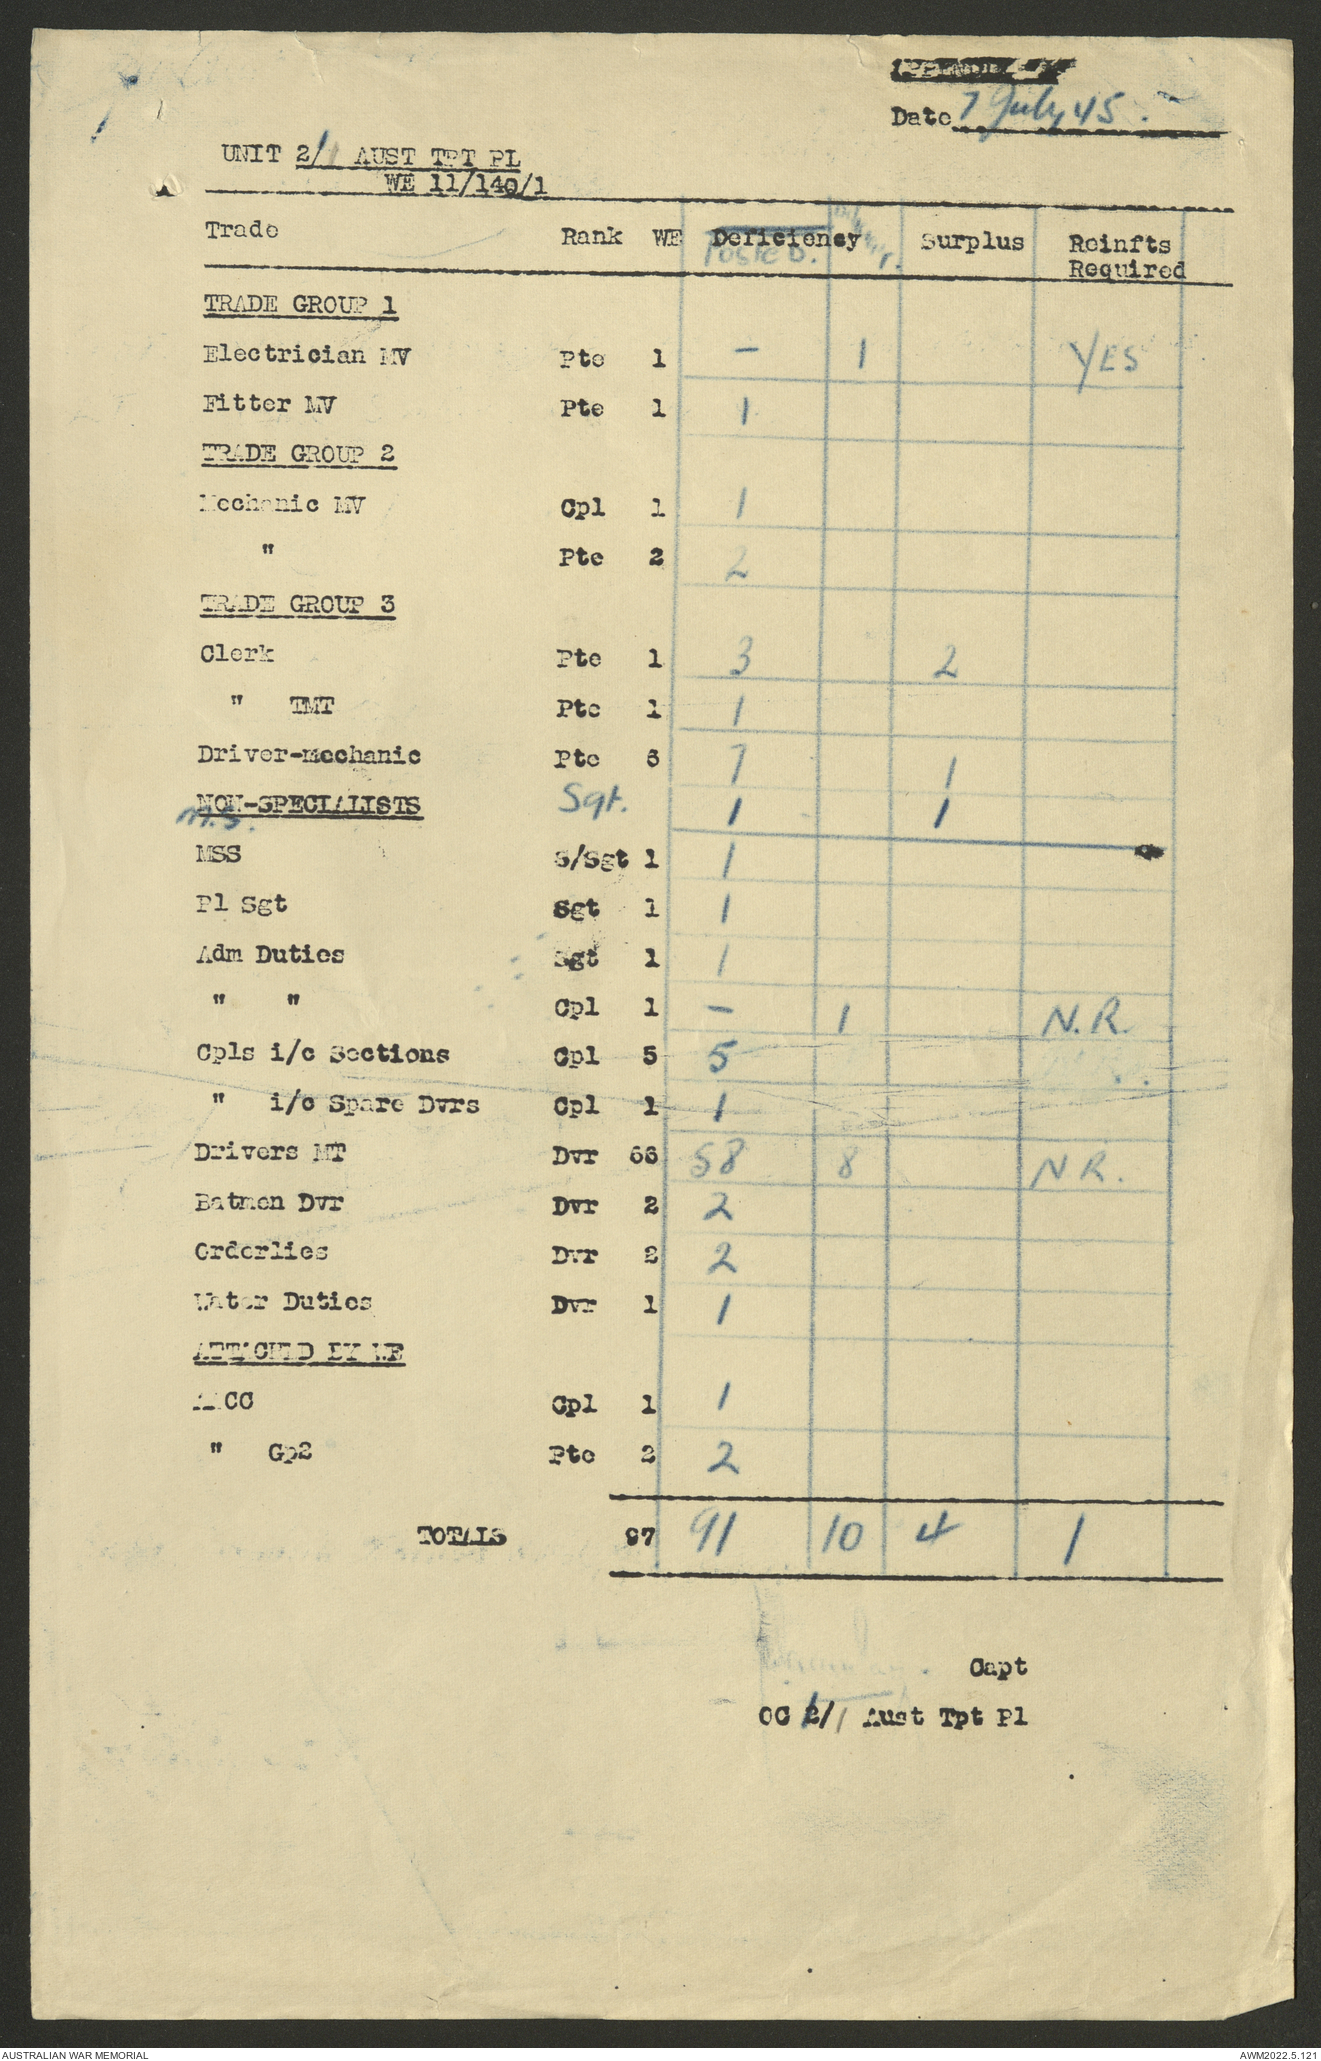 Date 7 July 45.
UNIT 2/1 AUST TPT PL
WE 11/140/1
Trade Rank WE Deficiency Surplus Reinfts
Posted. Required
TRADE GROUP 1
Electrician MV Pte 1 - 1 YES
Fitter MV Pte 1 1
TRADE GROUP 2
Mechanic MV Cpl 1 1
" Pte 2 2
TRADE GROUP 3
Clerk Pte 1 3 2
" TMT Pte 1 1
Driver-mechanic Pte 6 7 1
NON-SPECIALISTS Sgt. 1 1
M.S.
MSS S/Sgt 1 1
Pl Sgt Sgt 1 1
Adm Duties Sgt 1 1
" " Cpl 1 - 1 N.R.
Cpls i/c Sections Cpl 5 5
" i/c Spare Dvrs Cpl 1 1
Drivers MT Dvr 66 58 8 N R.
Batmen Dvr Dvr 2 2
Orderlies Dvr 2 2
Water Duties Dvr 1 1
ATTACHED BY WE
AACC Cpl 1 1
" Gp2 Pte 2 2
TOTALS 97 91 10 4 1
Capt
OC 2/1 Aust Tpt Pl
AUSTRALIAN WAR MEMORIAL
AWM2022.5.121